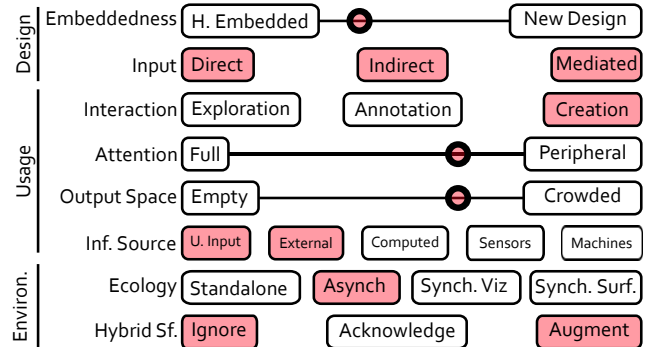 Design
Embeddedness H. Embedded New Design
Input Direct Indirect Mediated
Usage
Interaction Exploration Annotation Creation
Attention Full Peripheral
Output Space Empty Crowded
Inf. Source U. Input External Computed Sensors Machines
Environ.
Ecology Standalone Asynch Synch. Viz Synch. Surf.
Hybrid Sf. Ignore Acknowledge Augment